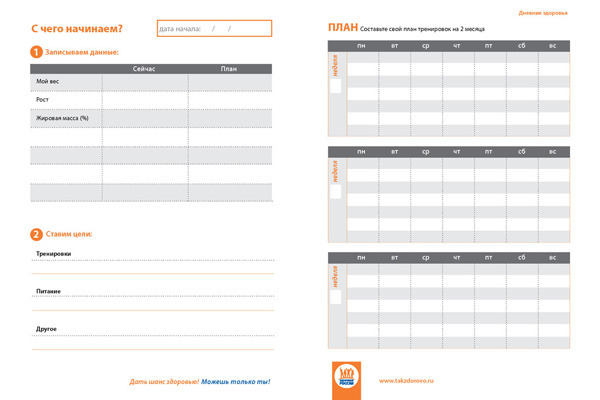 С чего начинаем?
дата начала: / /
1 Записываем данные:
Сейчас План
Мой вес
Рост
Жировая масса (%)
2 Ставим цели:
Тренировки
Питание
Другое
Дать шанс здоровью! Можешь только ты!
Дневник здоровья
ПЛАН Составьте свой план тренировок на 2 месяца
пн вт ср чт пт сб вс
неделя
пн вт ср чт пт сб вс
неделя
пн вт ср чт пт сб вс
неделя
РОССИЯ
www.takzdorovo.ru